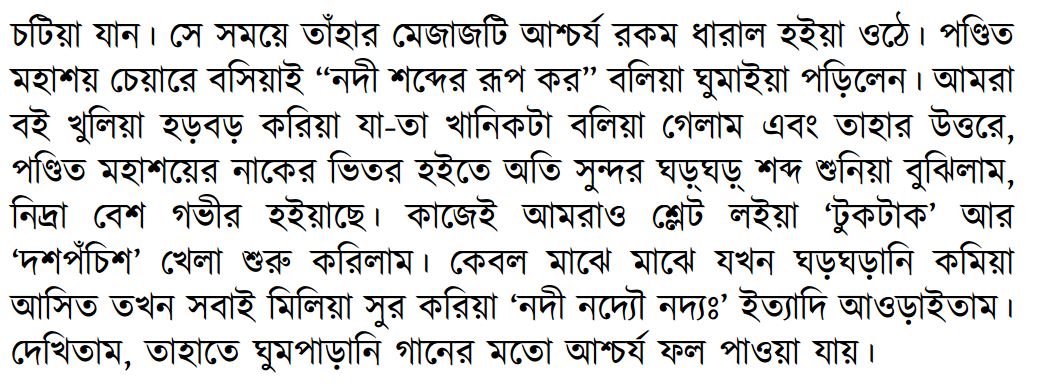 চটিয়া যান। সে সময়ে তাঁহার মেজাজটি আশ্চর্য রকম ধারাল হইয়া ওঠে। পণ্ডিত
মহাশয় চেয়ারে বসিয়াই “নদী শব্দের রূপ কর” বলিয়া ঘুমাইয়া পড়িলেন। আমরা
বই খুলিয়া হড়বড় করিয়া যা-তা খানিকটা বলিয়া গেলাম এবং তাহার উত্তরে,
পণ্ডিত মহাশয়ের নাকের ভিতর হইতে অতি সুন্দর ঘড়্‌ঘড়্‌ শব্দ শুনিয়া বুঝিলাম,
নিদ্রা বেশ গভীর হইয়াছে। কাজেই আমরাও শ্লেট লইয়া ‘টুকটাক’ আর
‘দশপঁচিশ’ খেলা শুরু করিলাম। কেবল মাঝে মাঝে যখন ঘড়ঘড়ানি কমিয়া
আসিত তখন সবাই মিলিয়া সুর করিয়া ‘নদী নদ্যৌ নদ্যঃ’ ইত্যাদি আওড়াইতাম।
দেখিতাম, তাহাতে ঘুমপাড়ানি গানের মতো আশ্চর্য ফল পাওয়া যায়।